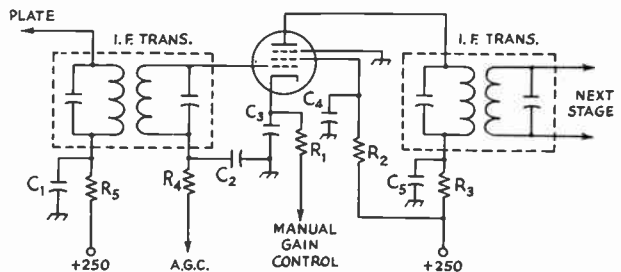 PLATE
I.F. TRANS.
I.F. TRANS.
C3
C4
NEXT
STAGE
C1
R5
R4
C2
R1
R2
C5
R3
MANUAL
GAIN
CONTROL
+250
A.G.C.
+250